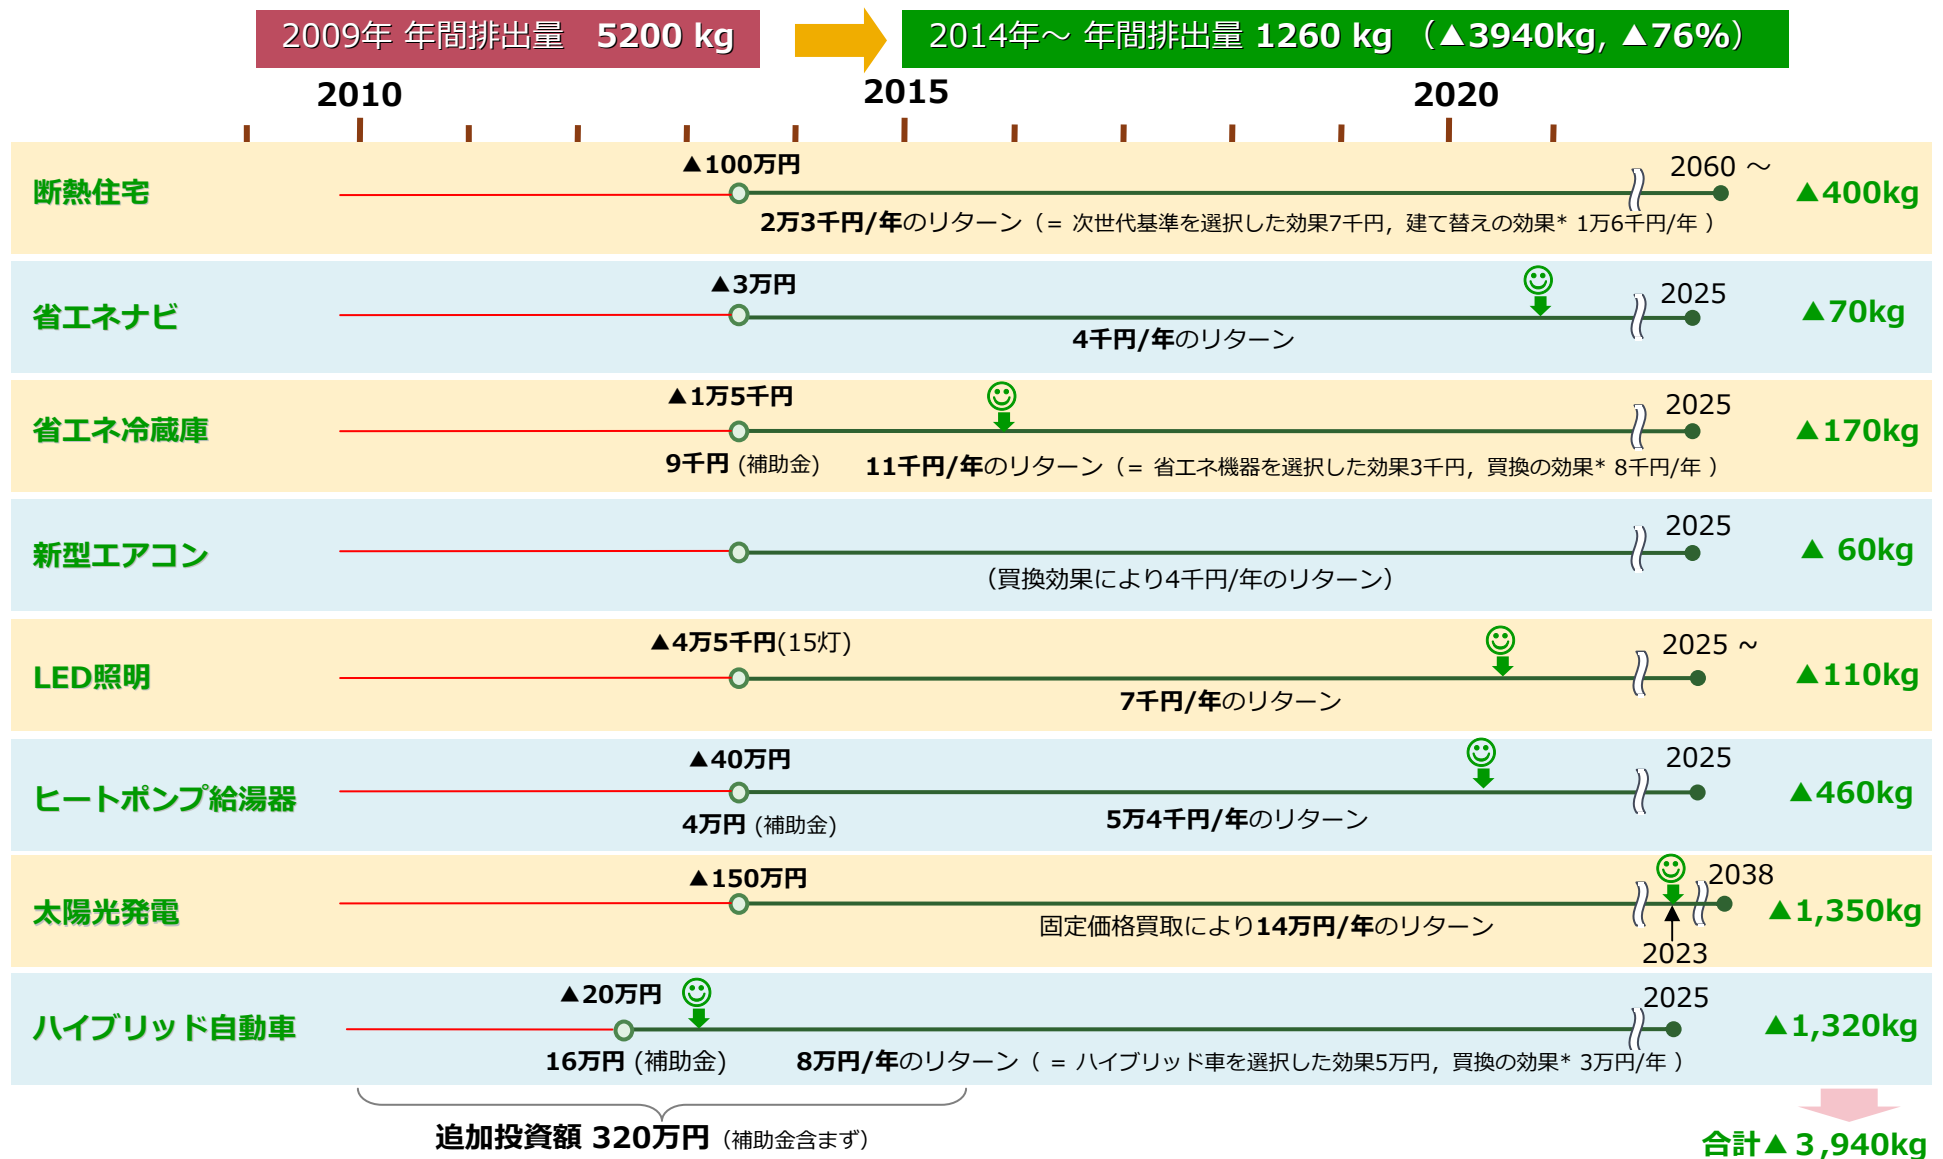 2009年 年間排出量　5200 kg
2014年～ 年間排出量 1260 kg （▲3940kg, ▲76%）
2010
2015
2020
断熱住宅
▲100万円
2060 ～
▲400kg
2万3千円/年のリターン（= 次世代基準を選択した効果7千円，建て替えの効果* 1万6千円/年 ）
省エネナビ
▲3万円
2025
▲70kg
4千円/年のリターン
省エネ冷蔵庫
▲1万5千円
2025
▲170kg
9千円 (補助金)
11千円/年のリターン（= 省エネ機器を選択した効果3千円，買換の効果* 8千円/年 ）
新型エアコン
2025
▲ 60kg
（買換効果により4千円/年のリターン）
LED照明
▲4万5千円(15灯)
2025 ~
▲110kg
7千円/年のリターン
ヒートポンプ給湯器
▲40万円
2025
▲460kg
4万円 (補助金)
5万4千円/年のリターン
太陽光発電
▲150万円
2038
▲1,350kg
固定価格買取により14万円/年のリターン
2023
ハイブリッド自動車
▲20万円
2025
▲1,320kg
16万円 (補助金)
8万円/年のリターン（ = ハイブリッド車を選択した効果5万円，買換の効果* 3万円/年 ）
追加投資額 320万円（補助金含まず）
合計▲ 3,940kg